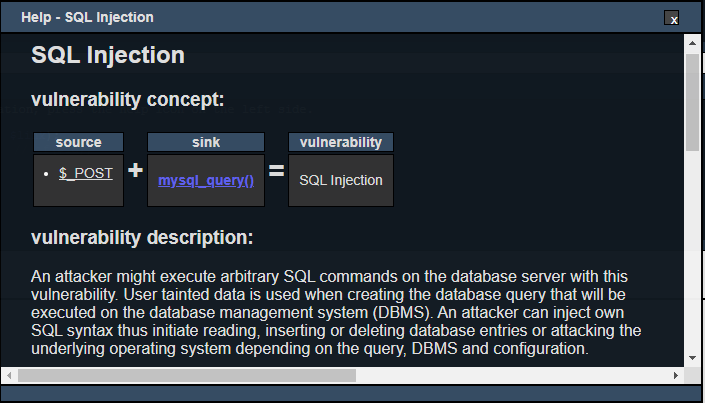 Help - SQL Injection
x
SQL Injection
vulnerability concept:
source sink vulnerability
• $_POST + mysql_query() = SQL Injection
vulnerability description:
An attacker might execute arbitrary SQL commands on the database server with this
vulnerability. User tainted data is used when creating the database query that will be
executed on the database management system (DBMS). An attacker can inject own
SQL syntax thus initiate reading, inserting or deleting database entries or attacking the
underlying operating system depending on the query, DBMS and configuration.